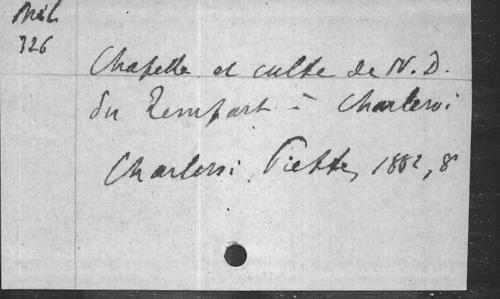 Mél
326
Chapelle et culte de N. D.
du Rempart à Charleroi
Charleroi, Piette, 1882, 8°